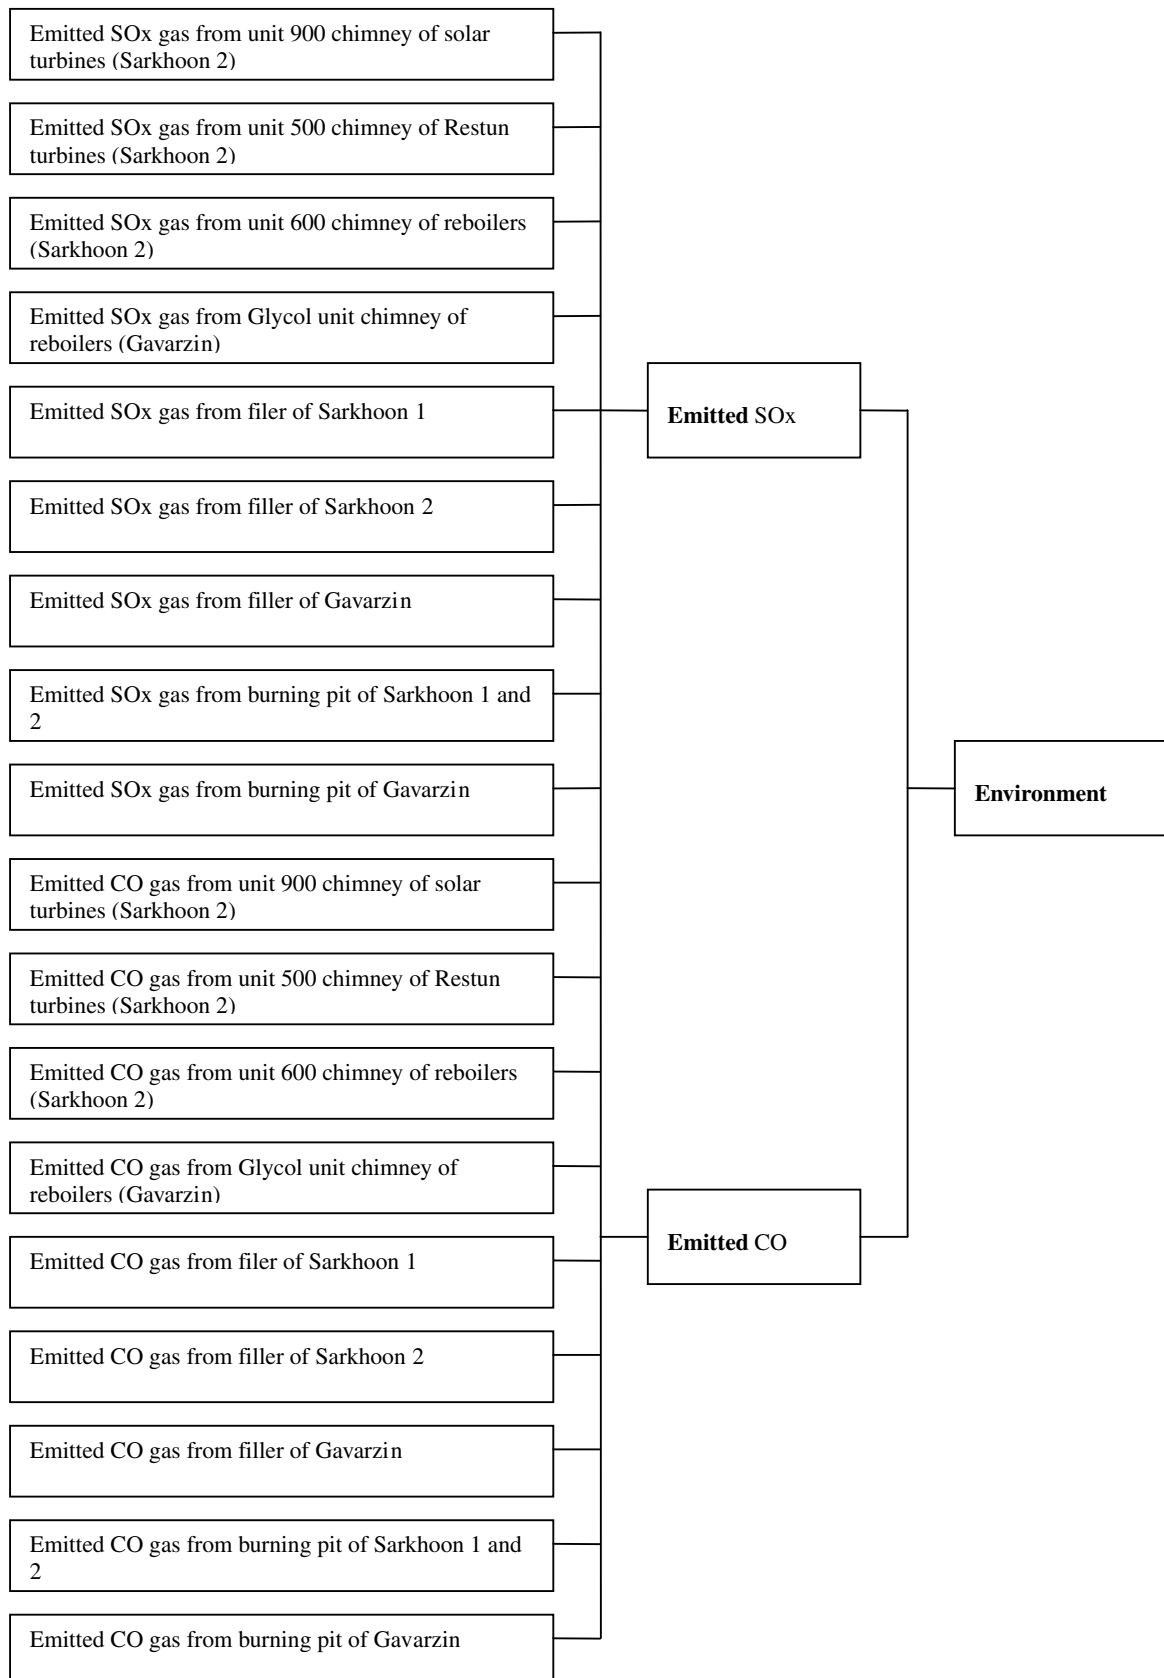 Emitted SOx gas from unit 900 chimney of solar
turbines (Sarkhoon 2)
Emitted SOx gas from unit 500 chimney of Restun
turbines (Sarkhoon 2)
Emitted SOx gas from unit 600 chimney of reboilers
(Sarkhoon 2)
Emitted SOx gas from Glycol unit chimney of
reboilers (Gavarzin)
Emitted SOx gas from filer of Sarkhoon 1
Emitted SOx gas from filler of Sarkhoon 2
Emitted SOx gas from filler of Gavarzin
Emitted SOx gas from burning pit of Sarkhoon 1 and
2
Emitted SOx gas from burning pit of Gavarzin
Emitted CO gas from unit 900 chimney of solar
turbines (Sarkhoon 2)
Emitted CO gas from unit 500 chimney of Restun
turbines (Sarkhoon 2)
Emitted CO gas from unit 600 chimney of reboilers
(Sarkhoon 2)
Emitted CO gas from Glycol unit chimney of
reboilers (Gavarzin)
Emitted CO gas from filer of Sarkhoon 1
Emitted CO gas from filler of Sarkhoon 2
Emitted CO gas from filler of Gavarzin
Emitted CO gas from burning pit of Sarkhoon 1 and
2
Emitted CO gas from burning pit of Gavarzin
Emitted SOx
Emitted CO
Environment